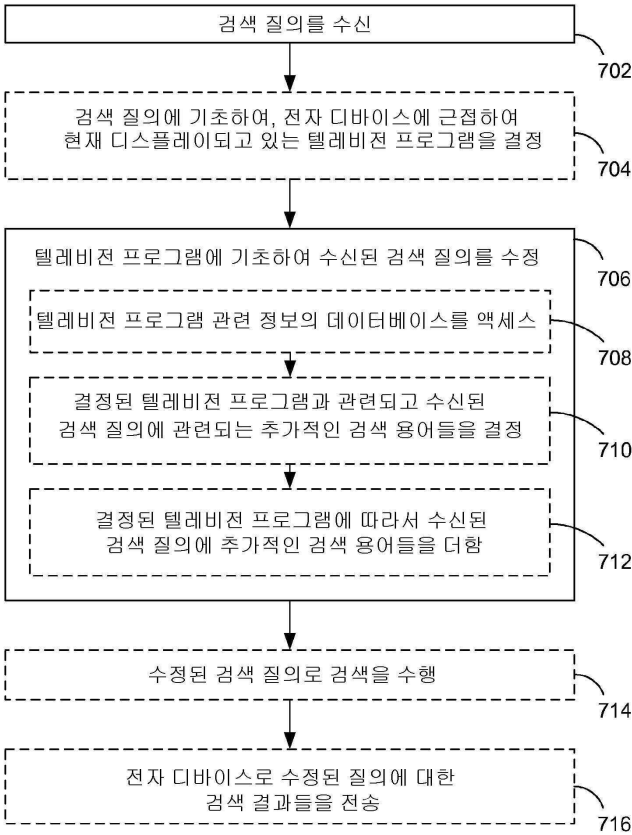 검색 질의를 수신
702
검색 질의에 기초하여, 전자 디바이스에 근접하여
현재 디스플레이되고 있는 텔레비전 프로그램을 결정
704
텔레비전 프로그램에 기초하여 수신된 검색 질의를 수정
706
텔레비전 프로그램 관련 정보의 데이터베이스를 액세스
708
결정된 텔레비전 프로그램과 관련되고 수신된
검색 질의에 관련되는 추가적인 검색 용어들을 결정
710
결정된 텔레비전 프로그램에 따라서 수신된
검색 질의에 추가적인 검색 용어들을 더함
712
수정된 검색 질의로 검색을 수행
714
전자 디바이스로 수정된 질의에 대한
검색 결과들을 전송
716